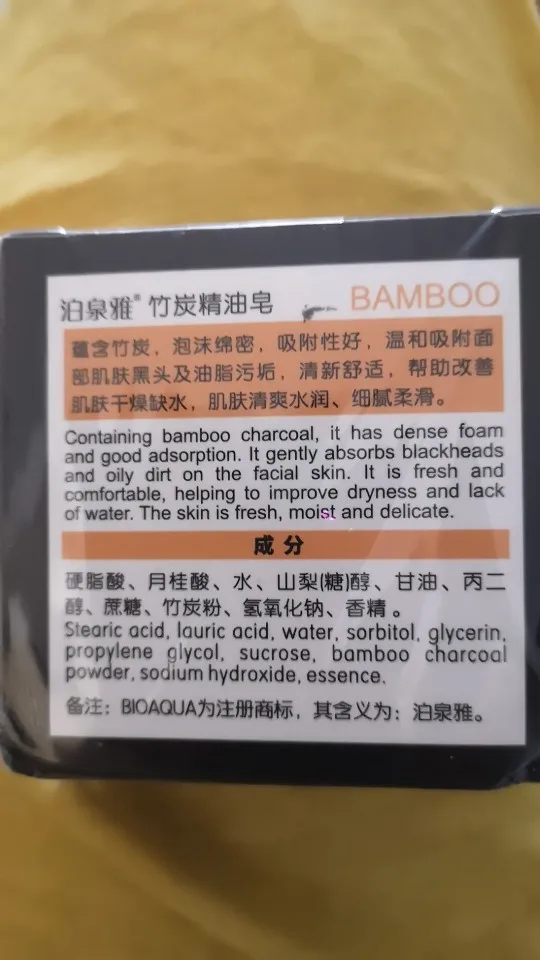 泊泉雅® 竹炭精油皂 BAMBOO
蕴含竹炭，泡沫绵密，吸附性好，温和吸附面
部肌肤黑头及油脂污垢，清新舒适，帮助改善
肌肤干燥缺水，肌肤清爽水润、细腻柔滑。
Containing bamboo charcoal, it has dense foam
and good adsorption. It gently absorbs blackheads
and oily dirt on the facial skin. It is fresh and
comfortable, helping to improve dryness and lack
of water. The skin is fresh, moist and delicate.
成分
硬脂酸、月桂酸、水、山梨(糖)醇、甘油、丙二
醇、蔗糖、竹炭粉、氢氧化钠、香精。
Stearic acid, lauric acid, water, sorbitol, glycerin,
propylene glycol, sucrose, bamboo charcoal
powder, sodium hydroxide, essence.
备注：BIOAQUA为注册商标，其含义为：泊泉雅。